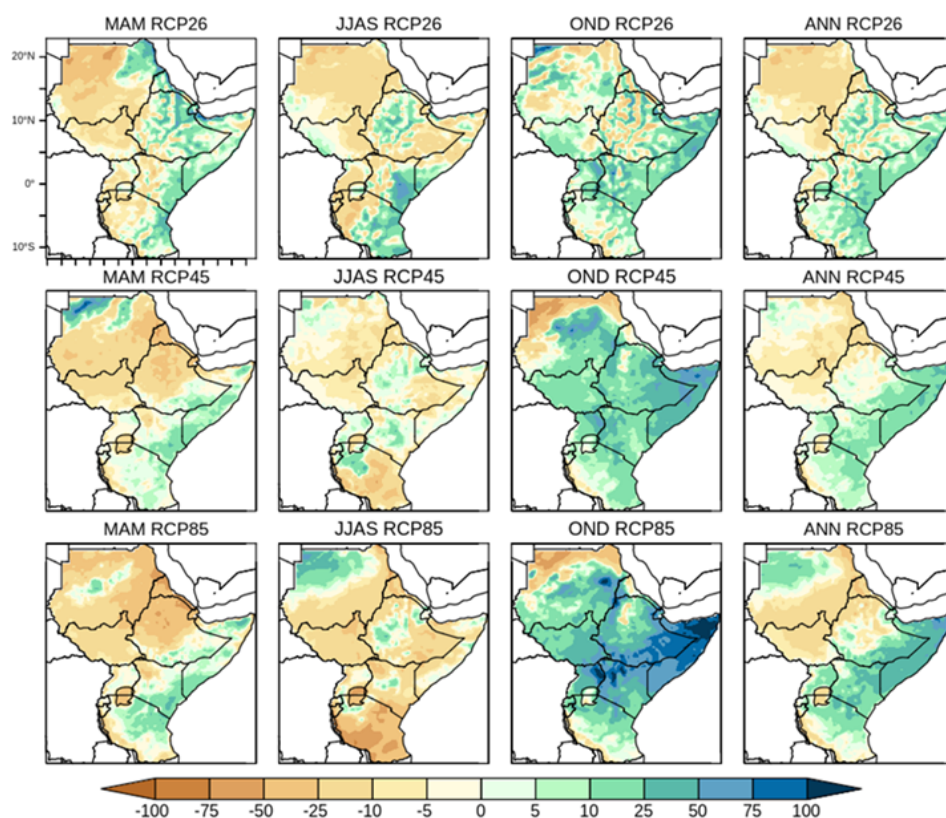 MAM RCP26 JJAS RCP26 OND RCP26 ANN RCP26
20°N
10°N
0°
10°S
MAM RCP45 JJAS RCP45 OND RCP45 ANN RCP45
MAM RCP85 JJAS RCP85 OND RCP85 ANN RCP85
-100 -75 -50 -25 -10 -5 0 5 10 25 50 75 100